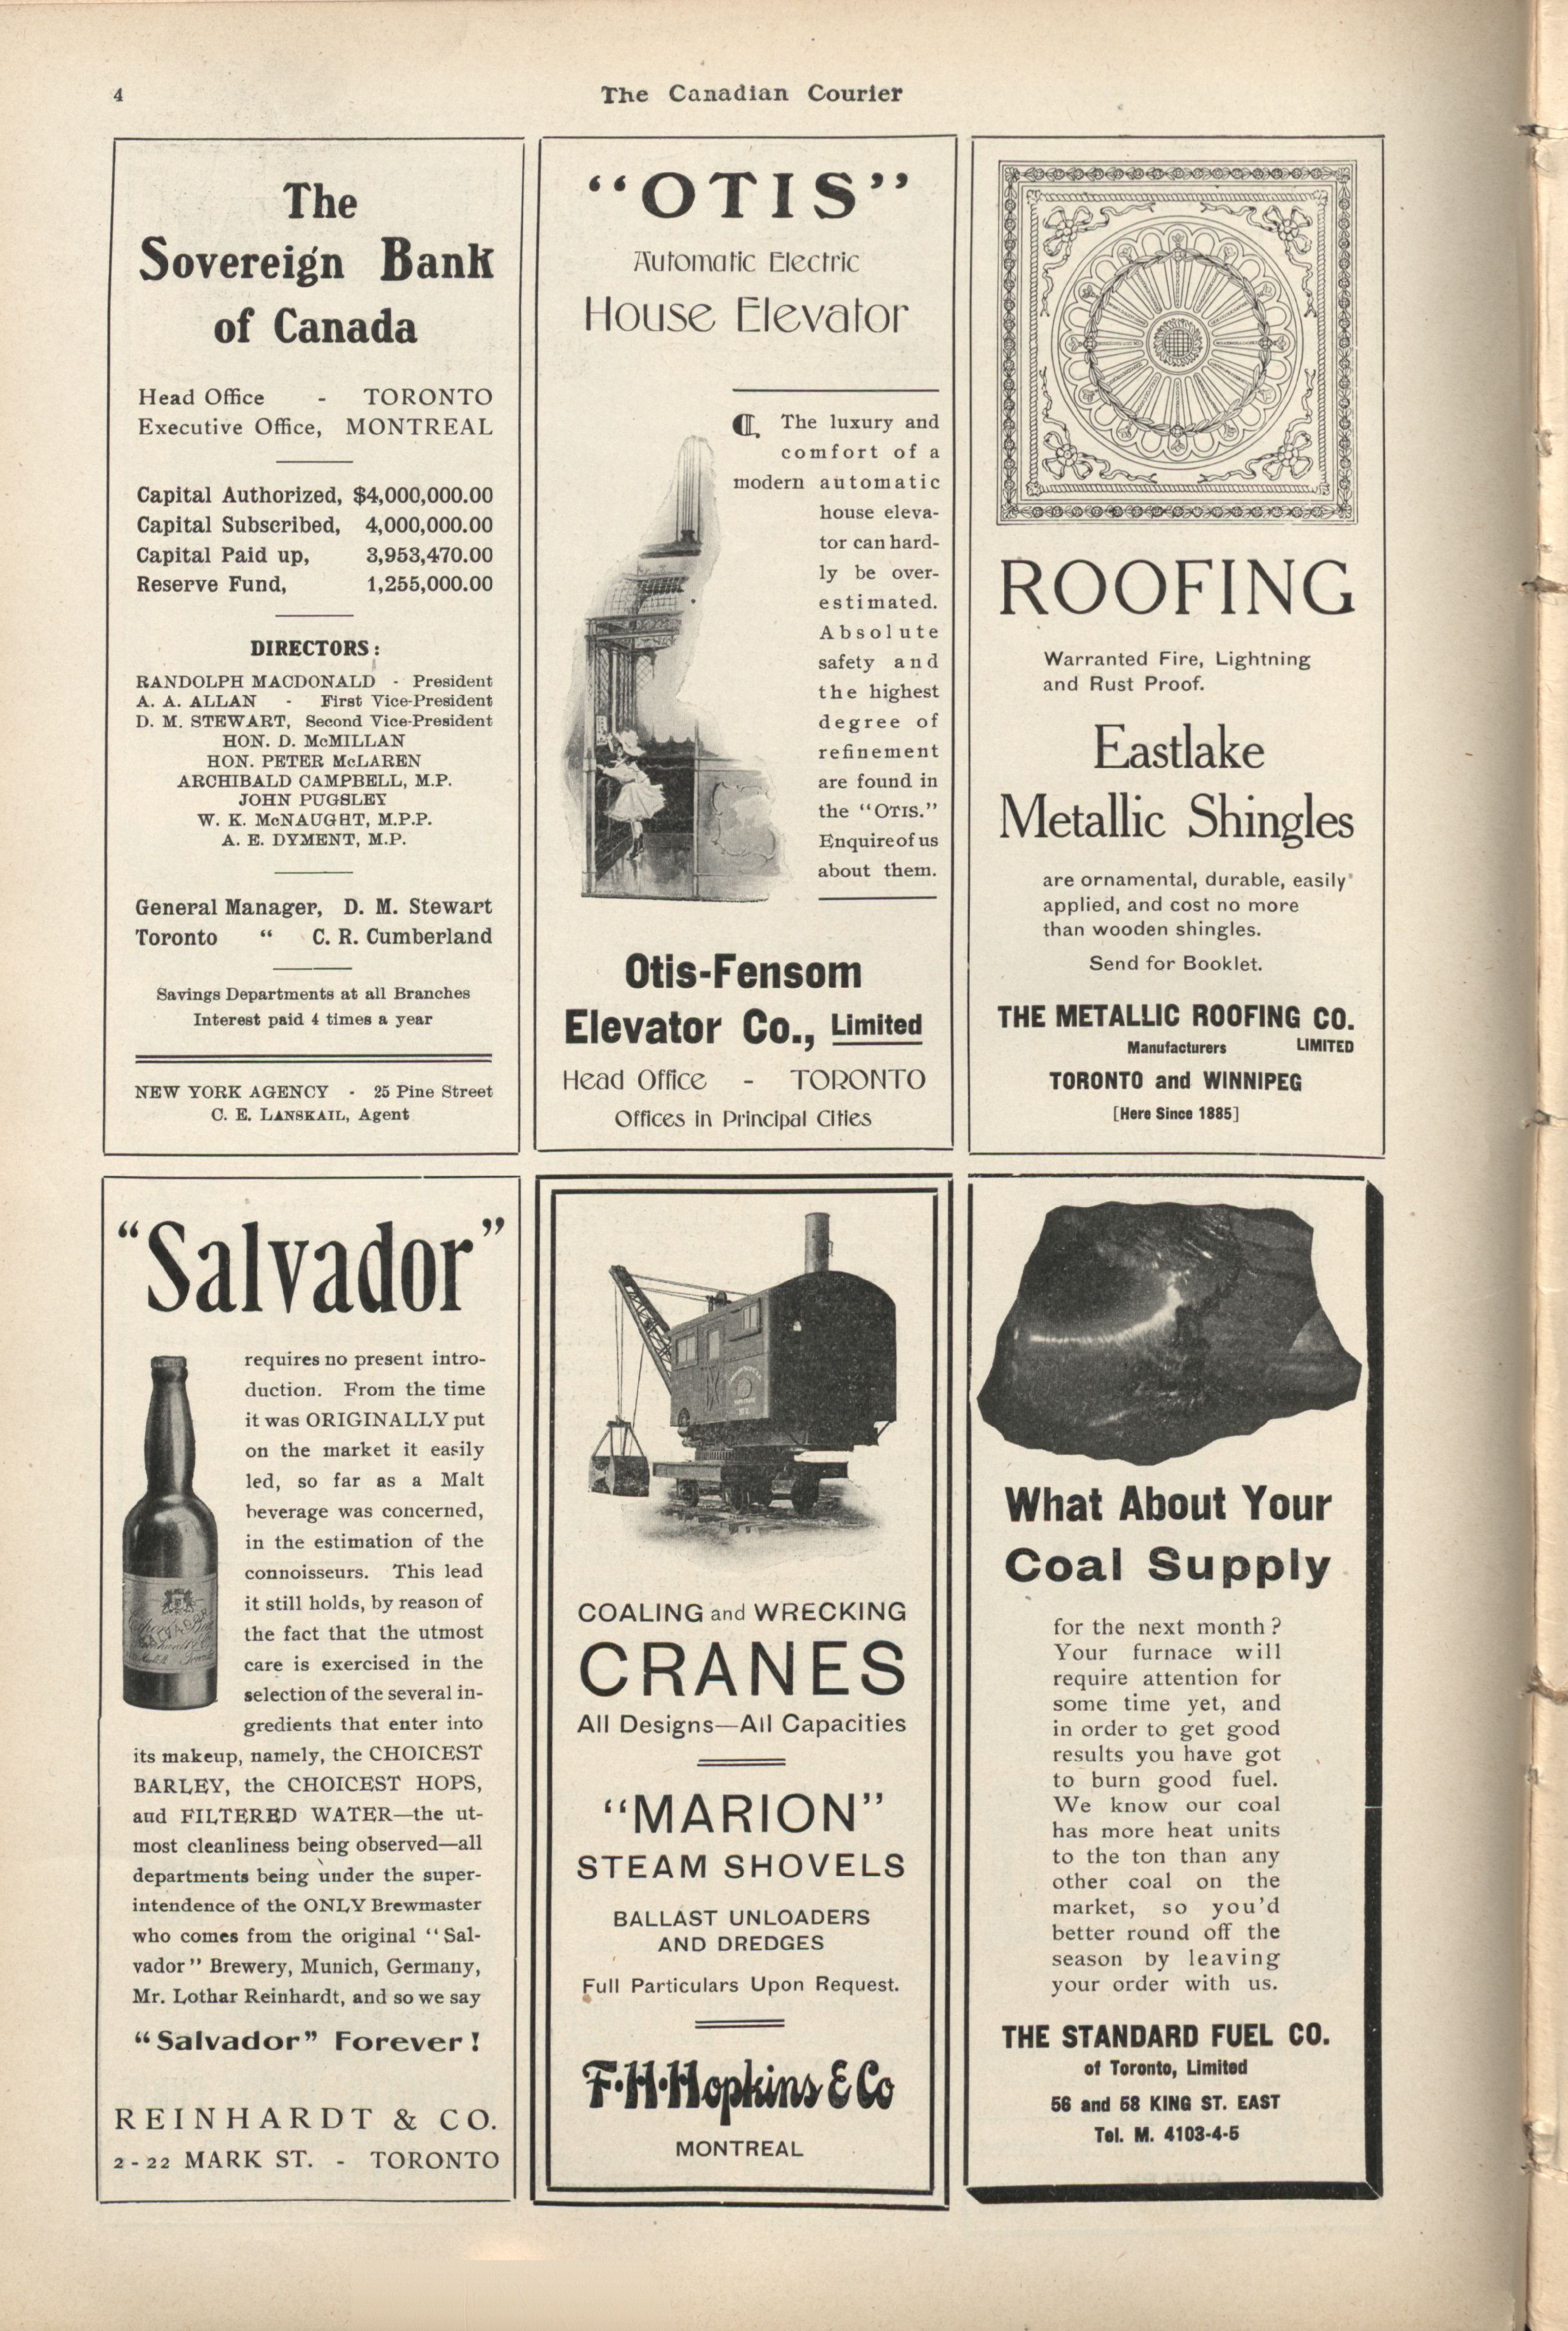 4
The Canadian Courier
The
Sovereign Bank
of Canada
Head Office - TORONTO
Executive Office, MONTREAL
Capital Authorized, $4,000,000.00
Capital Subscribed, 4,000,000.00
Capital Paid up, 3,953,470.00
Reserve Fund, 1,255,000.00
DIRECTORS:
RANDOLPH MACDONALD - President
A. A. ALLAN - First Vice-President
D. M. STEWART, Second Vice-President
HON. D. McMILLAN
HON. PETER McLAREN
ARCHIBALD CAMPBELL, M.P.
JOHN PUGSLEY
W. K. McNAUGHT, M.P.P.
A. E. DYMENT, M.P.
General Manager, D. M. Stewart
Toronto " C. R. Cumberland
Savings Departments at all Branches
Interest paid 4 times a year
NEW YORK AGENCY - 25 Pine Street
C. E. LANSKAIL, Agent
"OTIS"
Automatic Electric
House Elevator
The luxury and
comfort of a
modern automatic
house eleva-
tor can hard-
ly be over-
estimated.
Absolute
safety and
the highest
degree of
refinement
are found in
the "OTIS."
Enquire of us
about them.
Otis-Fensom
Elevator Co., Limited
Head Office - TORONTO
Offices in Principal Cities
ROOFING
Warranted Fire, Lightning
and Rust Proof.
Eastlake
Metallic Shingles
are ornamental, durable, easily
applied, and cost no more
than wooden shingles.
Send for Booklet.
THE METALLIC ROOFING CO.
Manufacturers LIMITED
TORONTO and WINNIPEG
[Here Since 1885]
"Salvador"
requires no present intro-
duction. From the time
it was ORIGINALLY put
on the market it easily
led, so far as a Malt
beverage was concerned,
in the estimation of the
connoisseurs. This lead
it still holds, by reason of
the fact that the utmost
care is exercised in the
selection of the several in-
gredients that enter into
its makeup, namely, the CHOICEST
BARLEY, the CHOICEST HOPS,
and FILTERED WATER—the ut-
most cleanliness being observed—all
departments being under the super-
intendence of the ONLY Brewmaster
who comes from the original "Sal-
vador" Brewery, Munich, Germany,
Mr. Lothar Reinhardt, and so we say
"Salvador" Forever!
REINHARDT & CO.
2-22 MARK ST. - TORONTO
COALING and WRECKING
CRANES
All Designs—All Capacities
"MARION"
STEAM SHOVELS
BALLAST UNLOADERS
AND DREDGES
Full Particulars Upon Request.
F. H. Hopkins & Co
MONTREAL
What About Your
Coal Supply
for the next month?
Your furnace will
require attention for
some time yet, and
in order to get good
results you have got
to burn good fuel.
We know our coal
has more heat units
to the ton than any
other coal on the
market, so you'd
better round off the
season by leaving
your order with us.
THE STANDARD FUEL CO.
of Toronto, Limited
56 and 58 KING ST. EAST
Tel. M. 4103-4-5